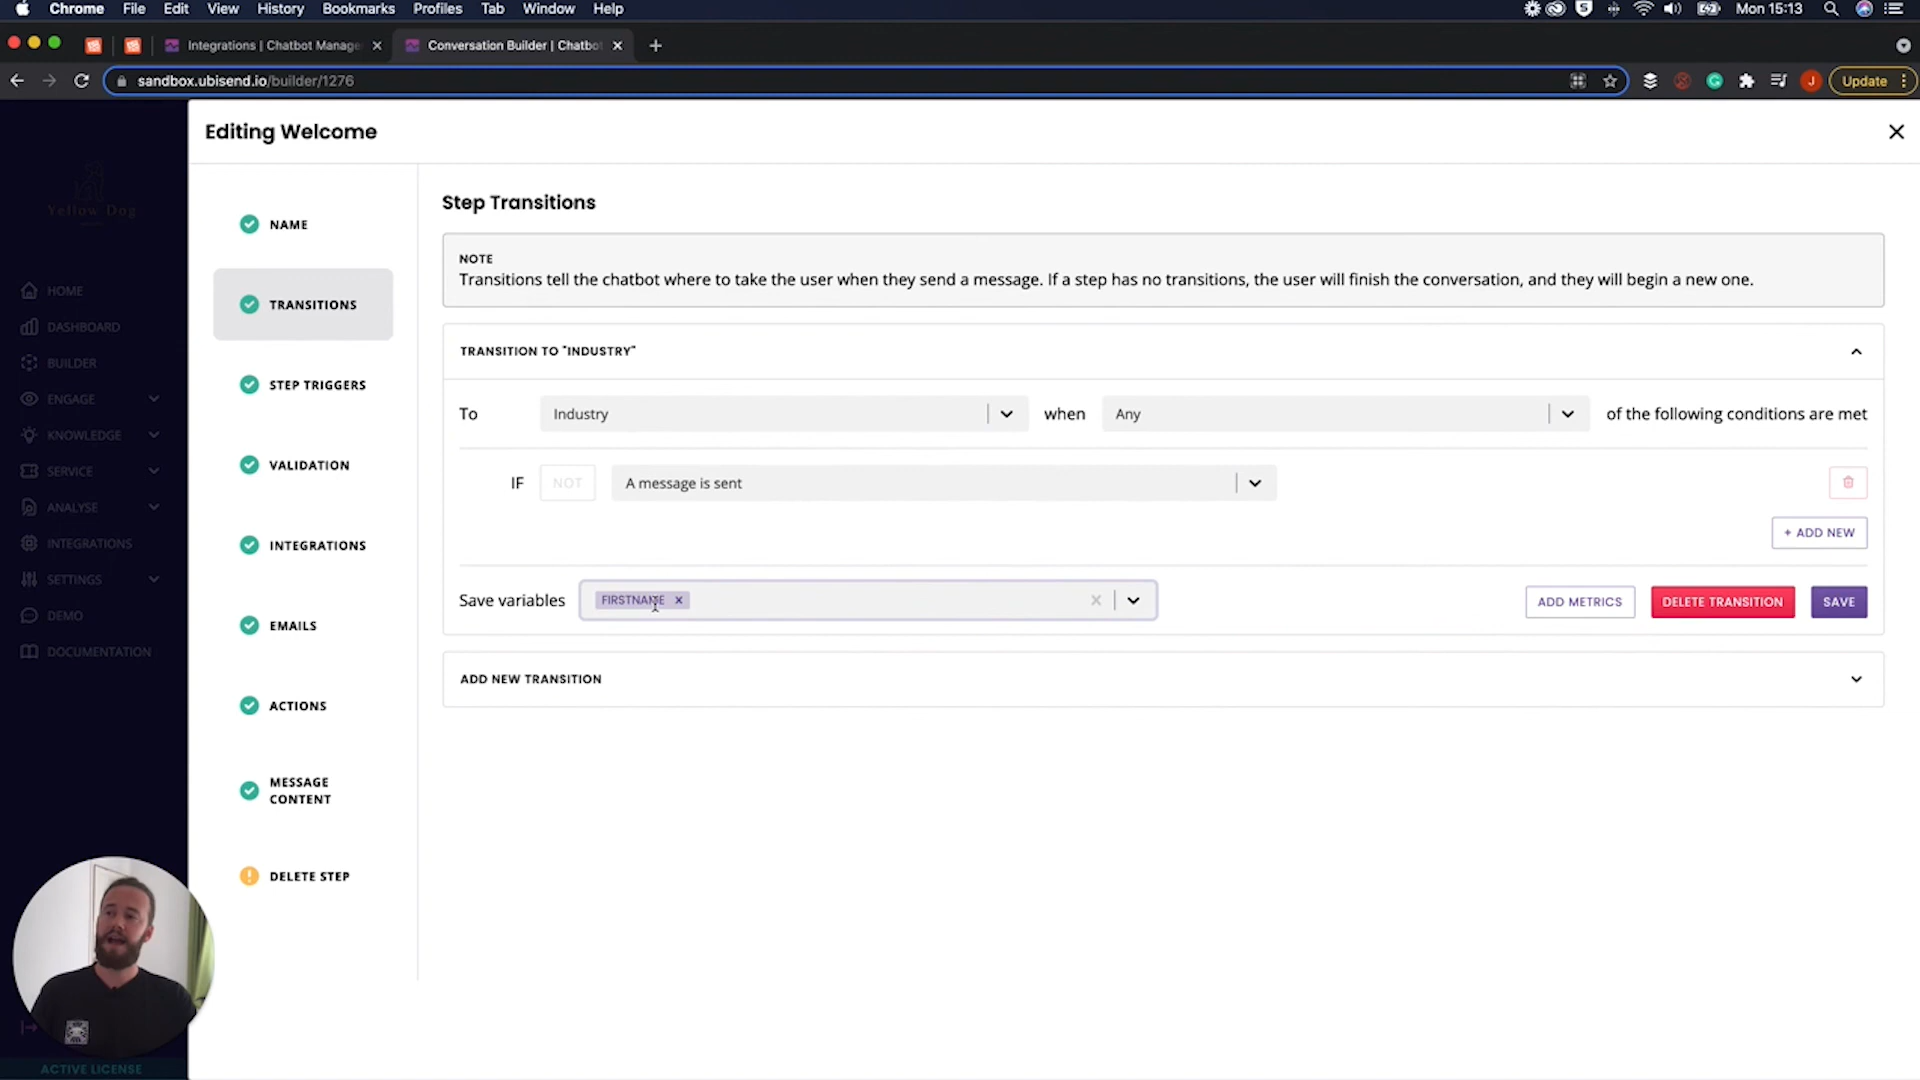 Chrome File Edit View History Bookmarks Profiles Tab Window Help
Mon 15:13
Integrations | Chatbot Manage
Conversation Builder | Chatbot
sandbox.ubisend.io/builder/1276
J
Update
Yellow Dog
HOME
DASHBOARD
BUILDER
ENGAGE
KNOWLEDGE
SERVICE
ANALYSE
INTEGRATIONS
SETTINGS
DEMO
DOCUMENTATION
ACTIVE LICENSE
Editing Welcome
NAME
TRANSITIONS
STEP TRIGGERS
VALIDATION
INTEGRATIONS
EMAILS
ACTIONS
MESSAGE
CONTENT
DELETE STEP
Step Transitions
NOTE
Transitions tell the chatbot where to take the user when they send a message. If a step has no transitions, the user will finish the conversation, and they will begin a new one.
TRANSITION TO "INDUSTRY"
To Industry when Any of the following conditions are met
IF NOT A message is sent
+ ADD NEW
Save variables FIRSTNAME
ADD METRICS DELETE TRANSITION SAVE
ADD NEW TRANSITION